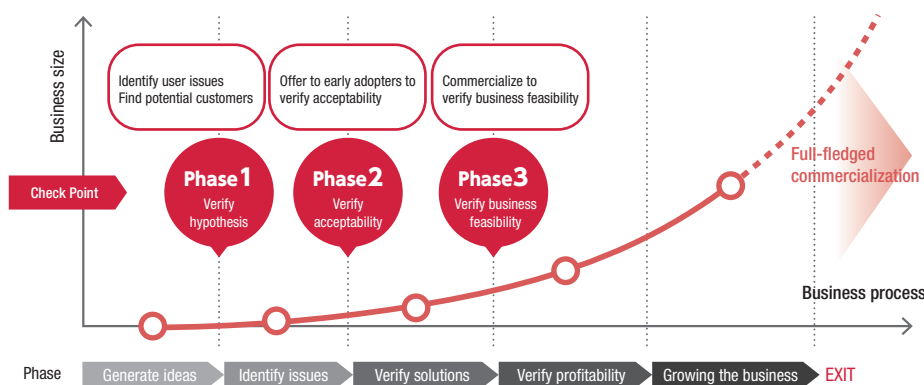 Business size
Identify user issues
Find potential customers
Offer to early adopters to
verify acceptability
Commercialize to
verify business feasibility
Check Point
Phase1
Verify
hypothesis
Phase2
Verify
acceptability
Phase3
Verify business
feasibility
Full-fledged
commercialization
Business process
Phase
Generate ideas
Identify issues
Verify solutions
Verify profitability
Growing the business
EXIT